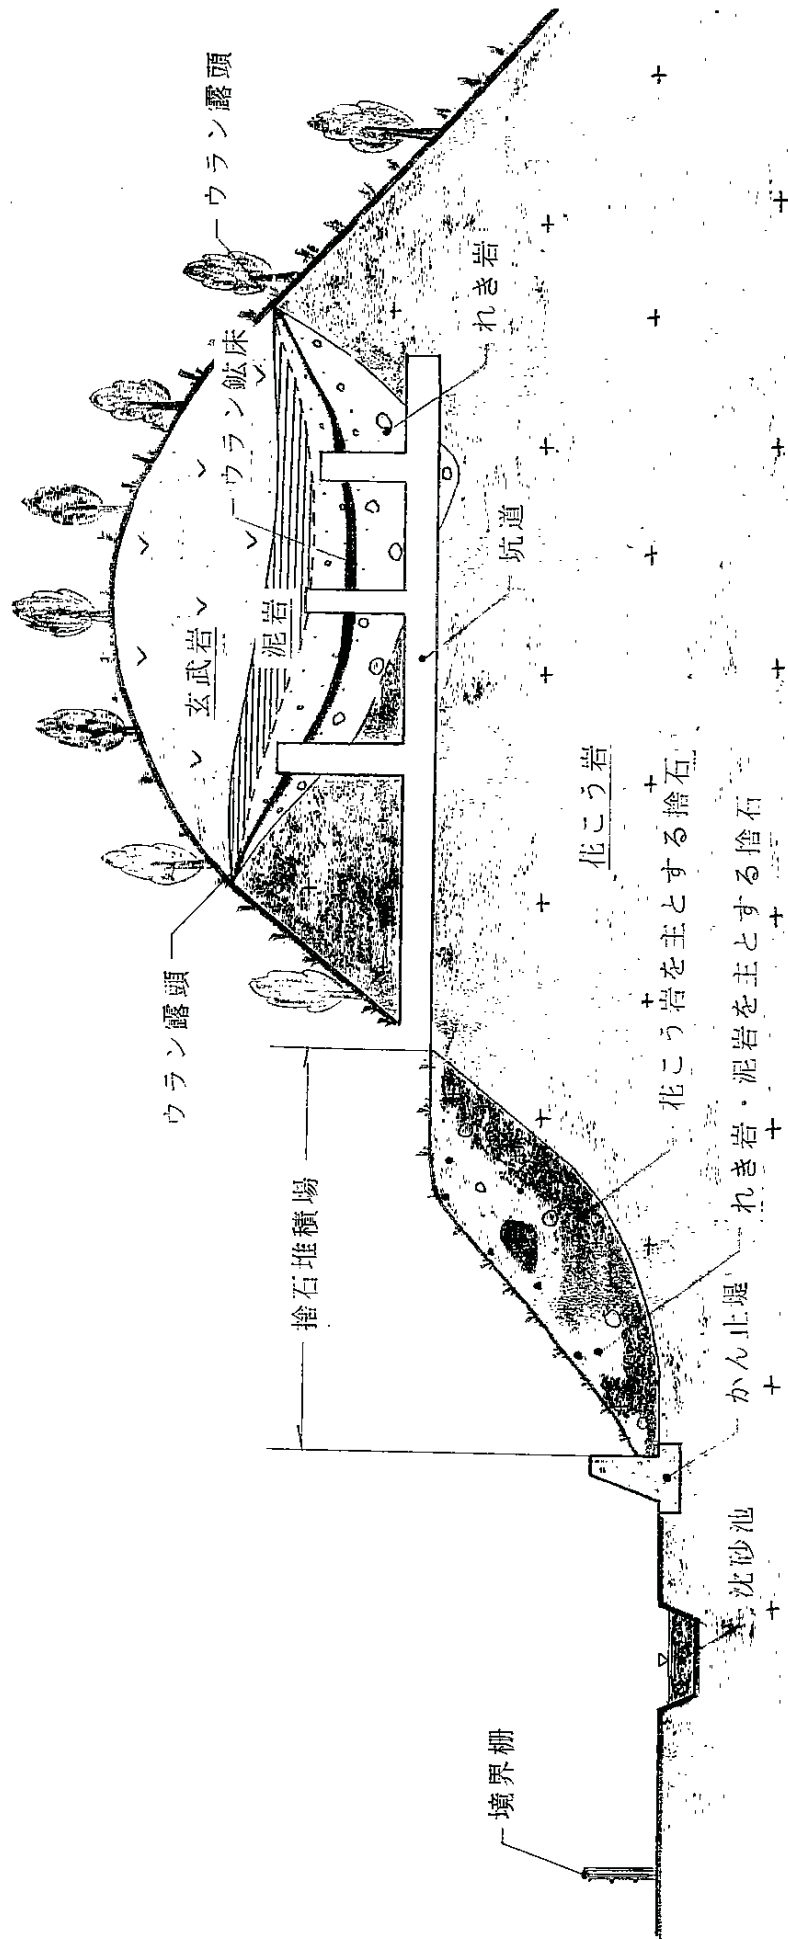 ウラン露頭
ウラン鉱床
れき岩
玄武岩
泥岩
坑道
ウラン露頭
花こう岩
捨石堆積場
花こう岩を主とする捨石
れき岩・泥岩を主とする捨石
かん止堤
沈砂池
境界柵